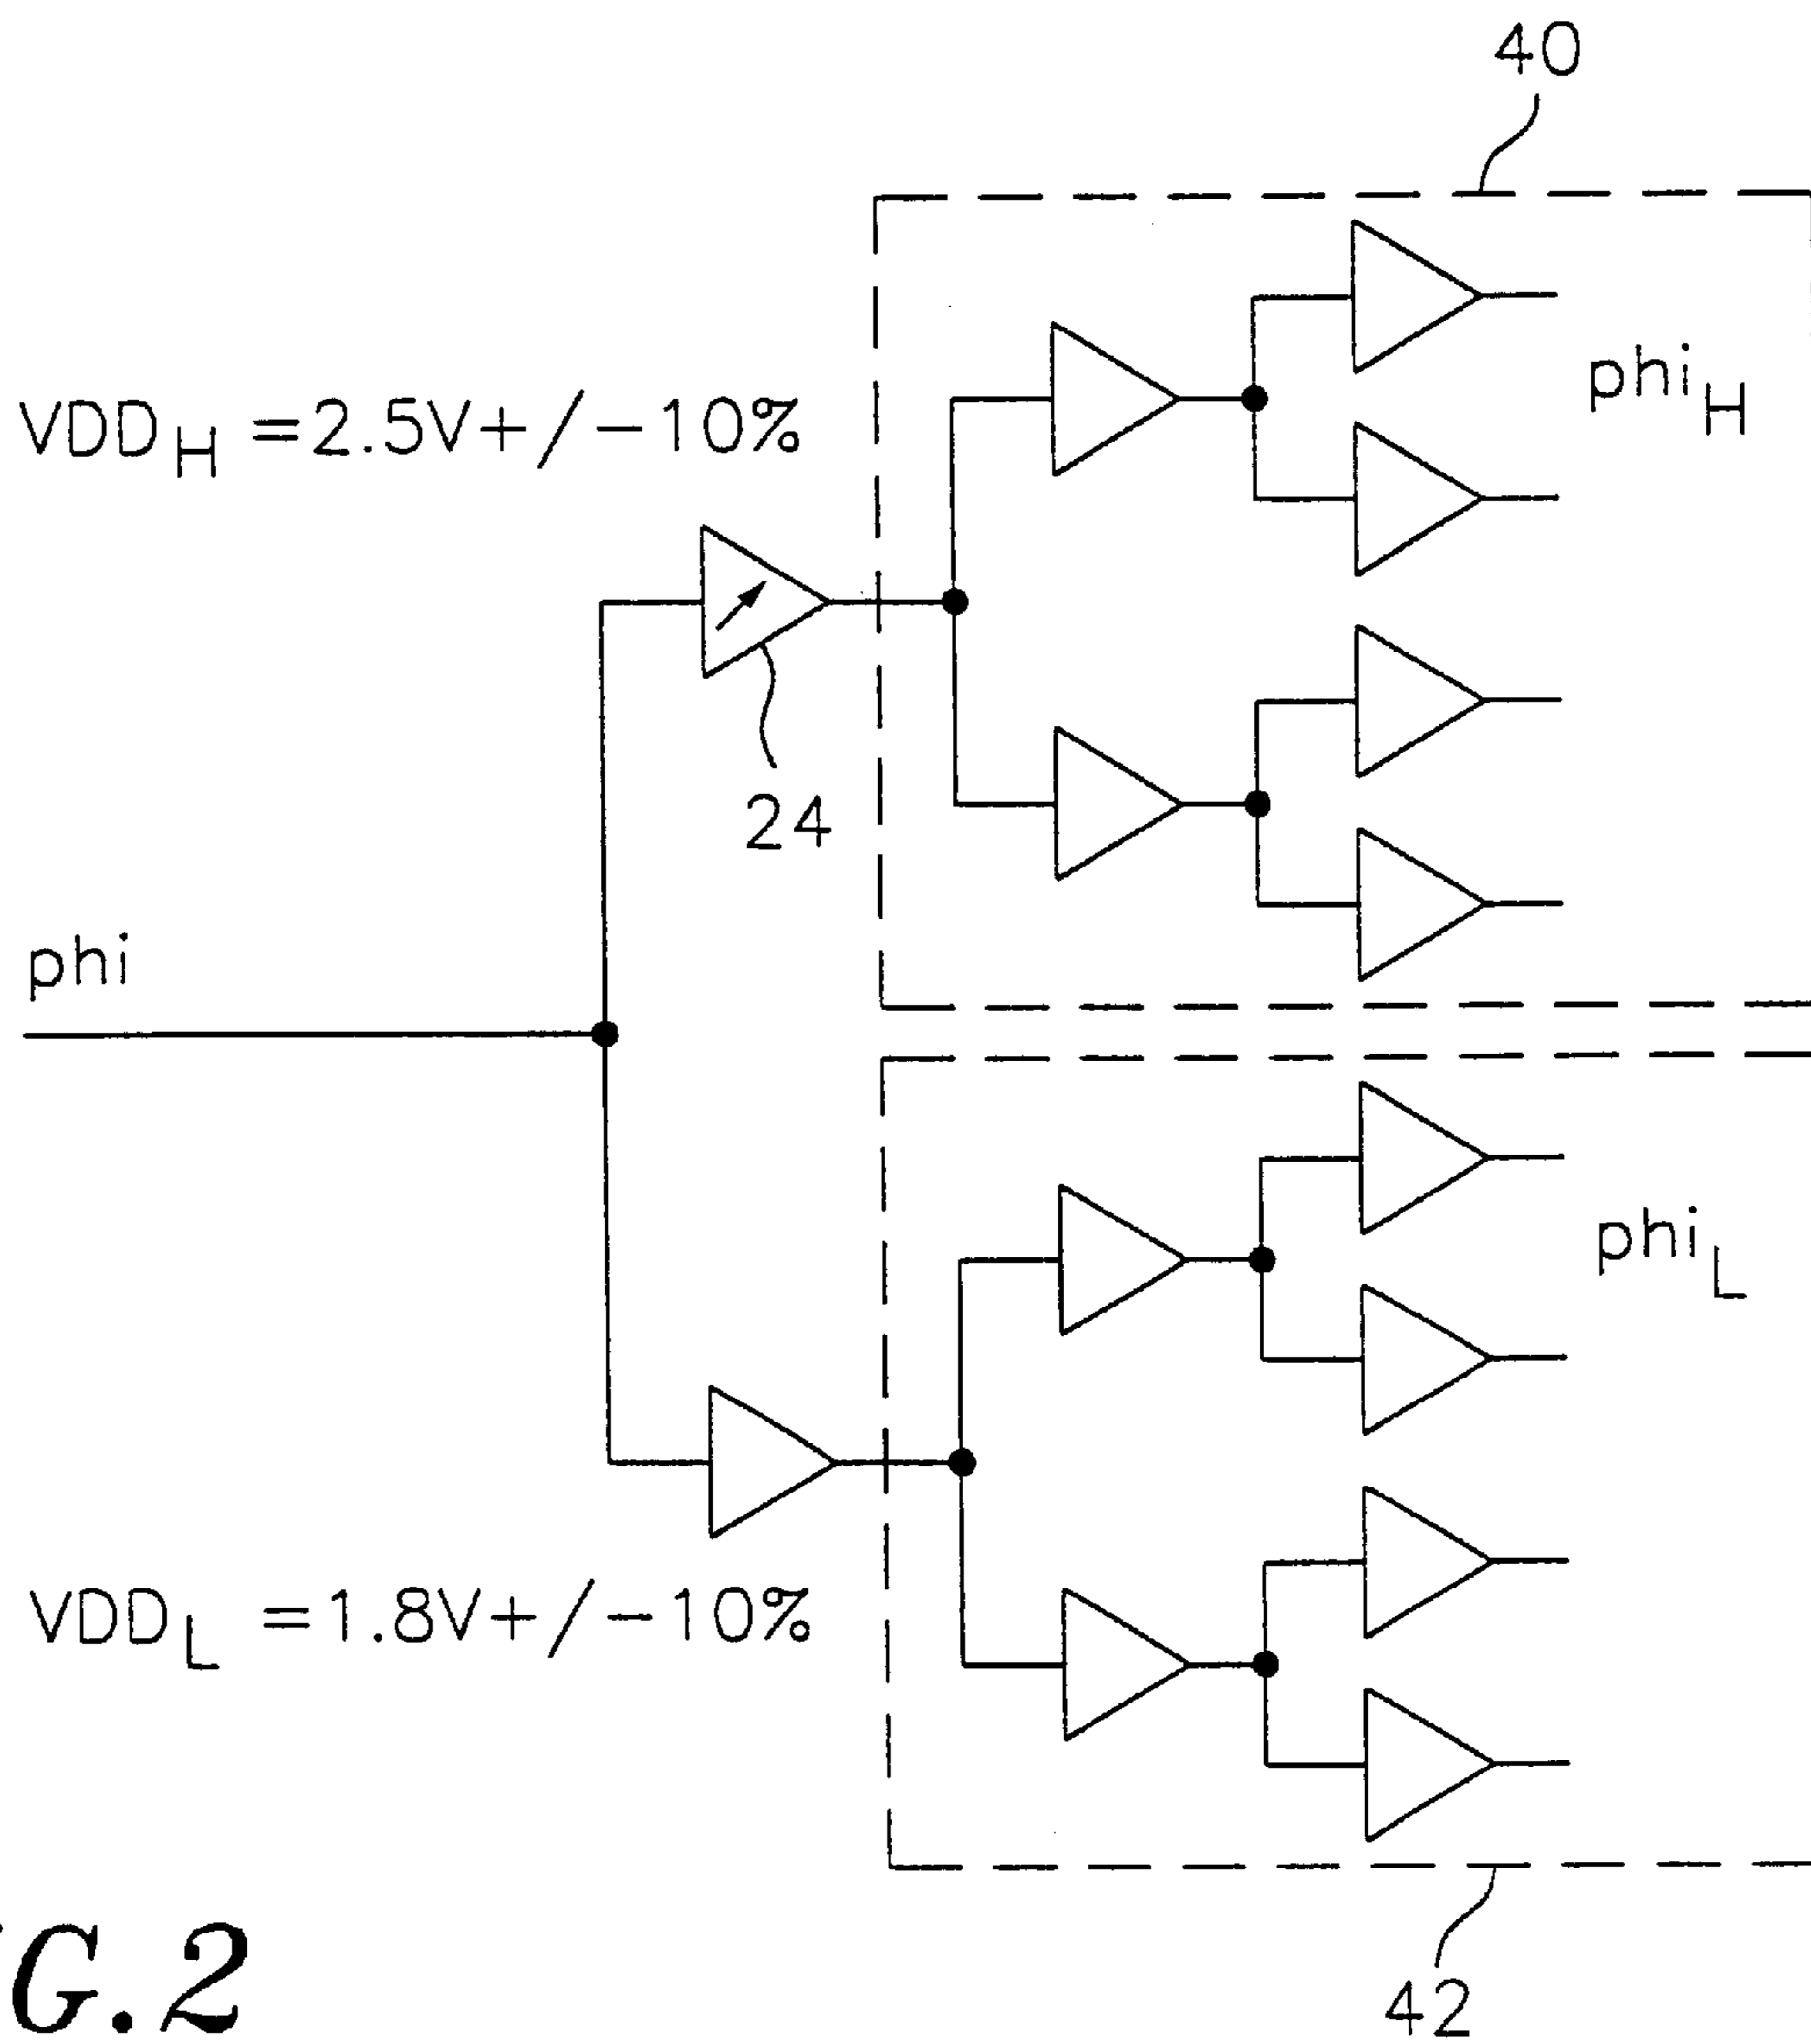 40
phi_H
VDD_H =2.5V+/-10%
24
phi
phi_L
VDD_L =1.8V+/-10%
G.2
42